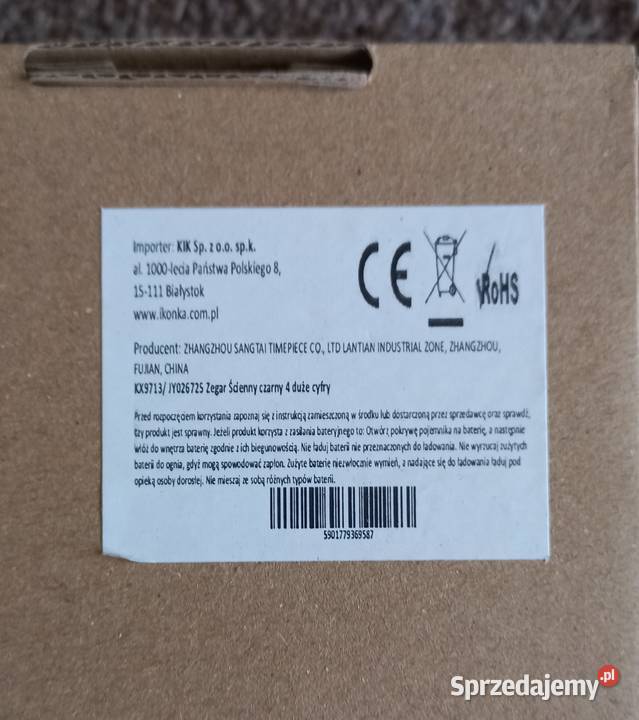 Importer: KIK Sp. z o.o. sp.k.
al. 1000-lecia Państwa Polskiego 8,
15-111 Białystok
www.ikonka.com.pl
CE
RoHS
Producent: ZHANGZHOU SANGTAI TIMEPIECE CO., LTD LANTIAN INDUSTRIAL ZONE, ZHANGZHOU,
FUJIAN, CHINA
KX9713/ JY026725 Zegar Ścienny czarny 4 duże cyfry
Przed rozpoczęciem korzystania zapoznaj się z instrukcją zamieszczoną w środku lub dostarczoną przez sprzedawcę oraz sprawdź,
czy produkt jest sprawny. Jeżeli produkt korzysta z zasilania bateryjnego to: Otwórz pokrywę pojemnika na baterię, a następnie
włóż do wnętrza baterię zgodnie z ich biegunowością. Nie ładuj baterii nie przeznaczonych do ładowania. Nie wyrzucaj zużytych
baterii do ognia, gdyż mogą spowodować zapłon. Zużyte baterie niezwłocznie wymień, a nadające się do ładowania ładuj pod
opieką osoby dorosłej. Nie mieszaj ze sobą różnych typów baterii.
5901779369587
Sprzedajemy.pl